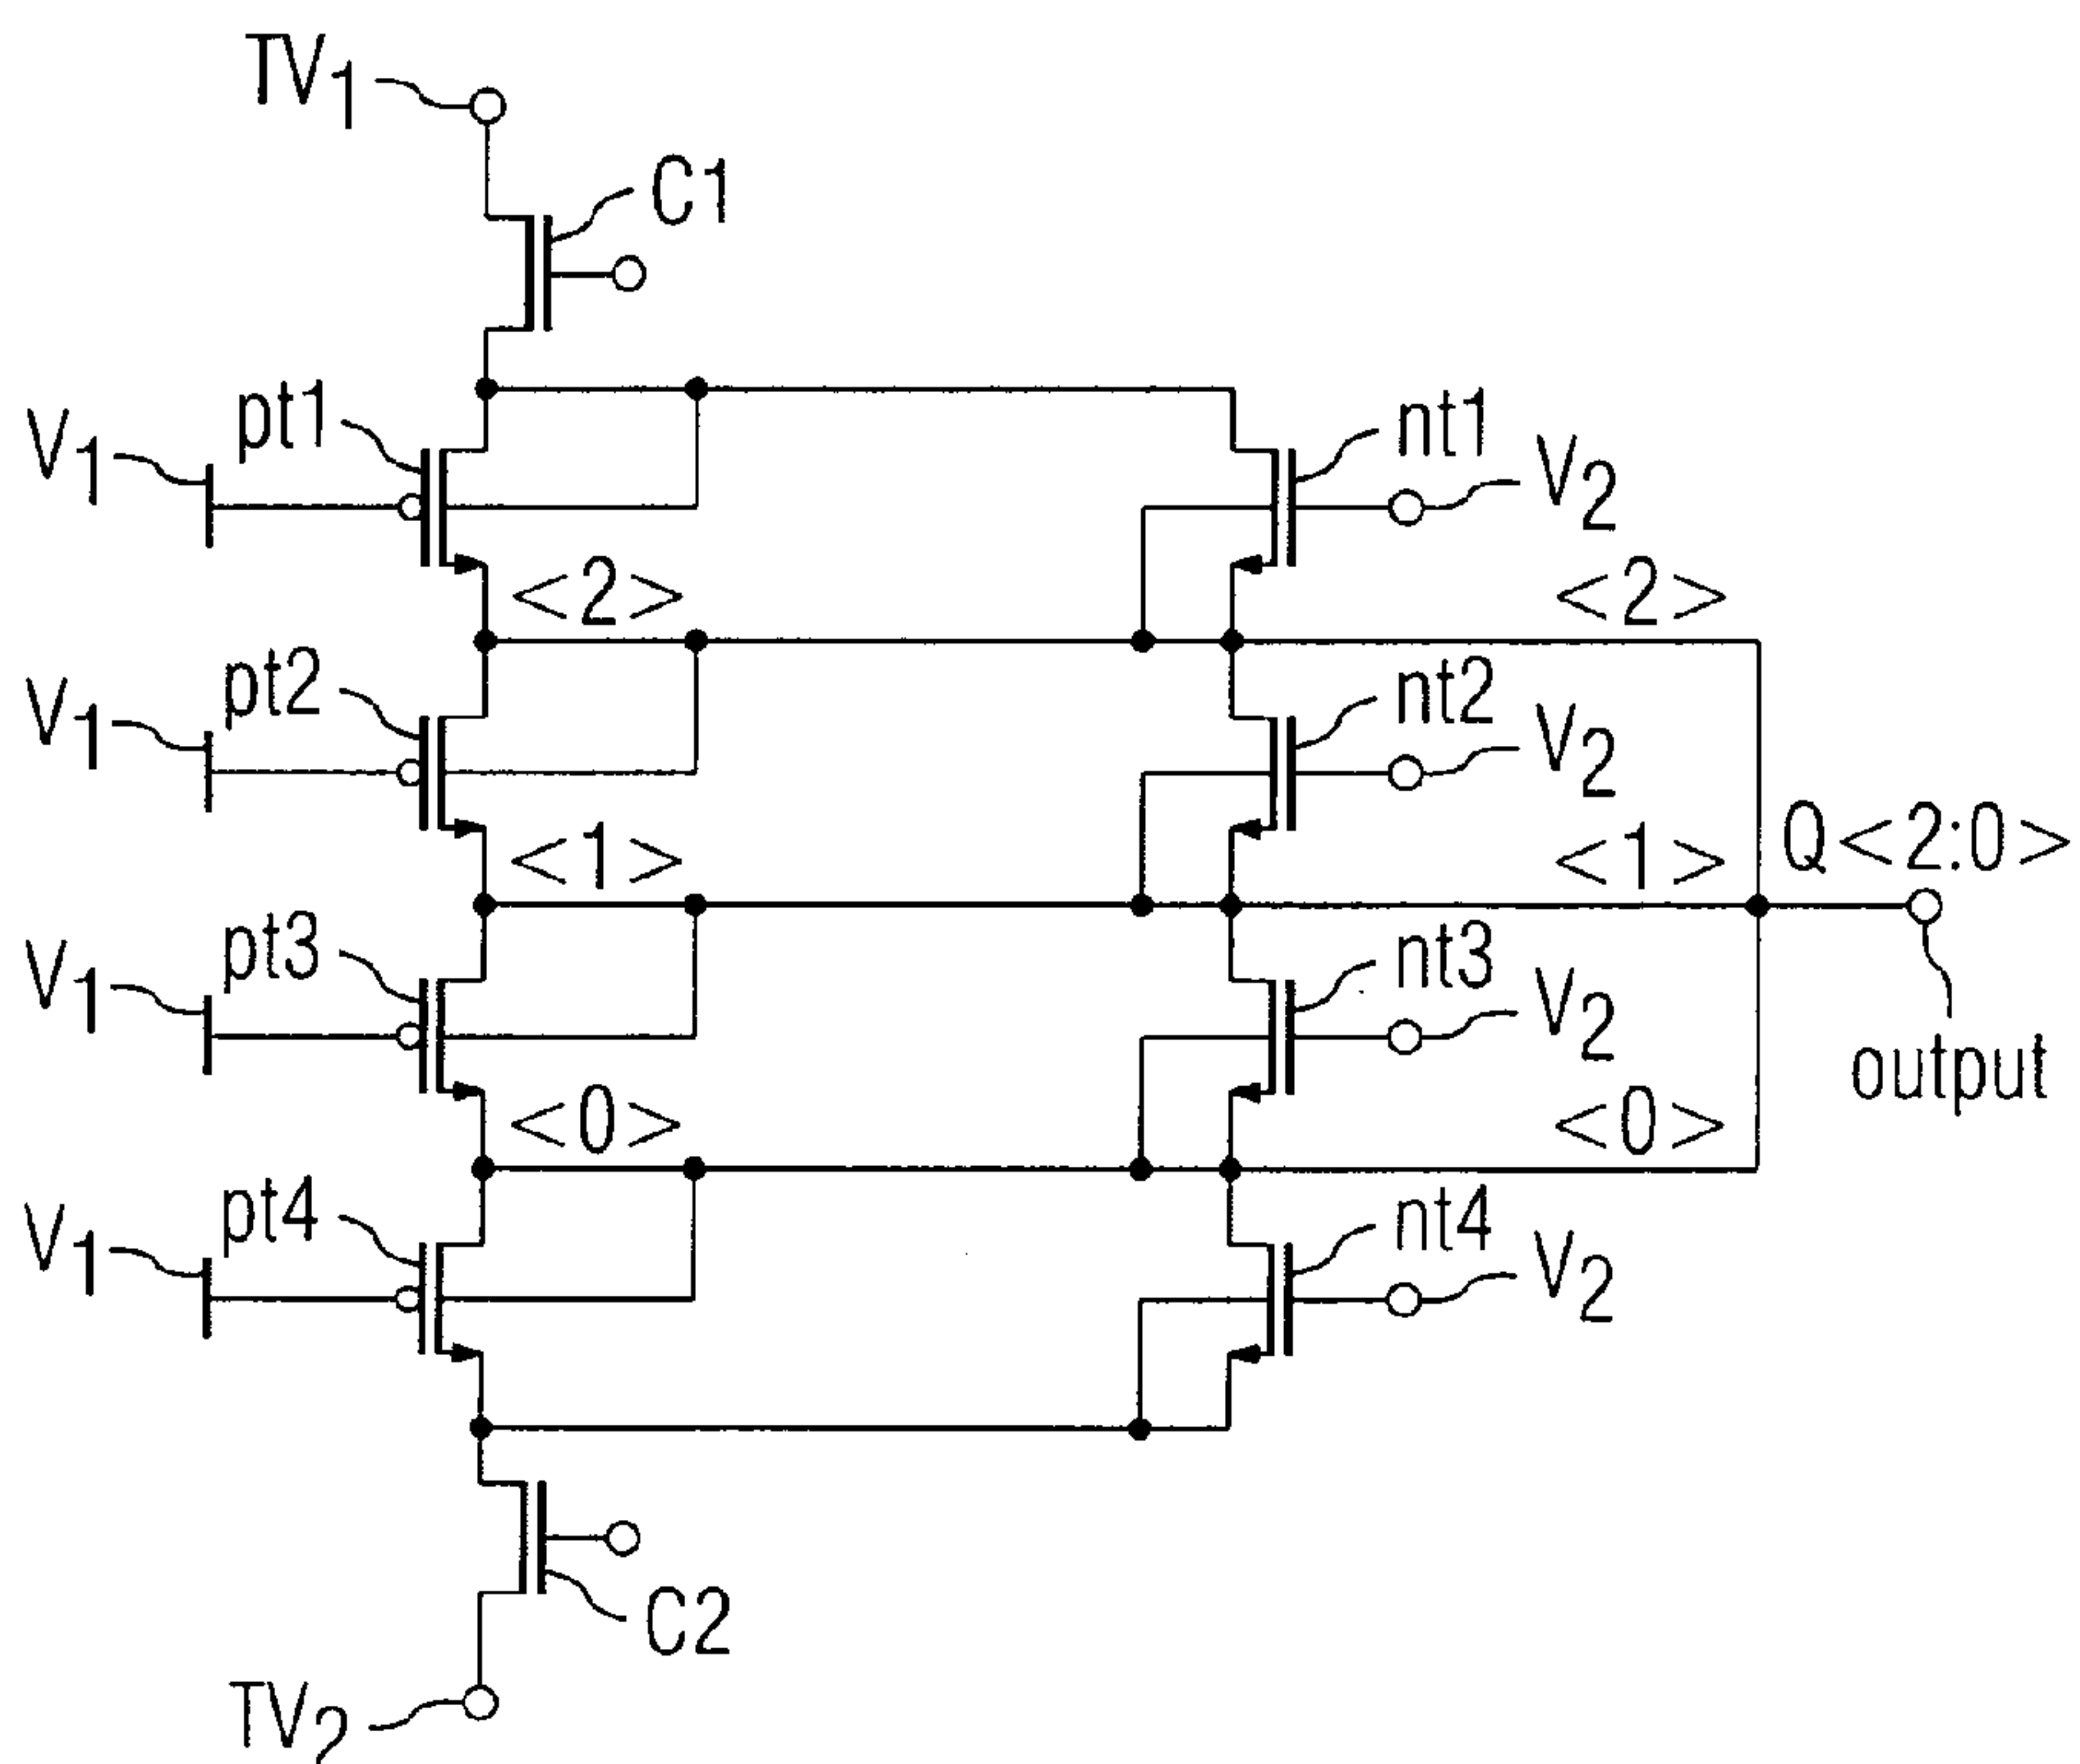 TV1
C1
pt1
V1
nt1
V2
<2>
<2>
pt2
V1
nt2
V2
<1>
<1>
Q<2:0>
pt3
V1
nt3
V2
output
<0>
<0>
pt4
V1
nt4
V2
C2
TV2